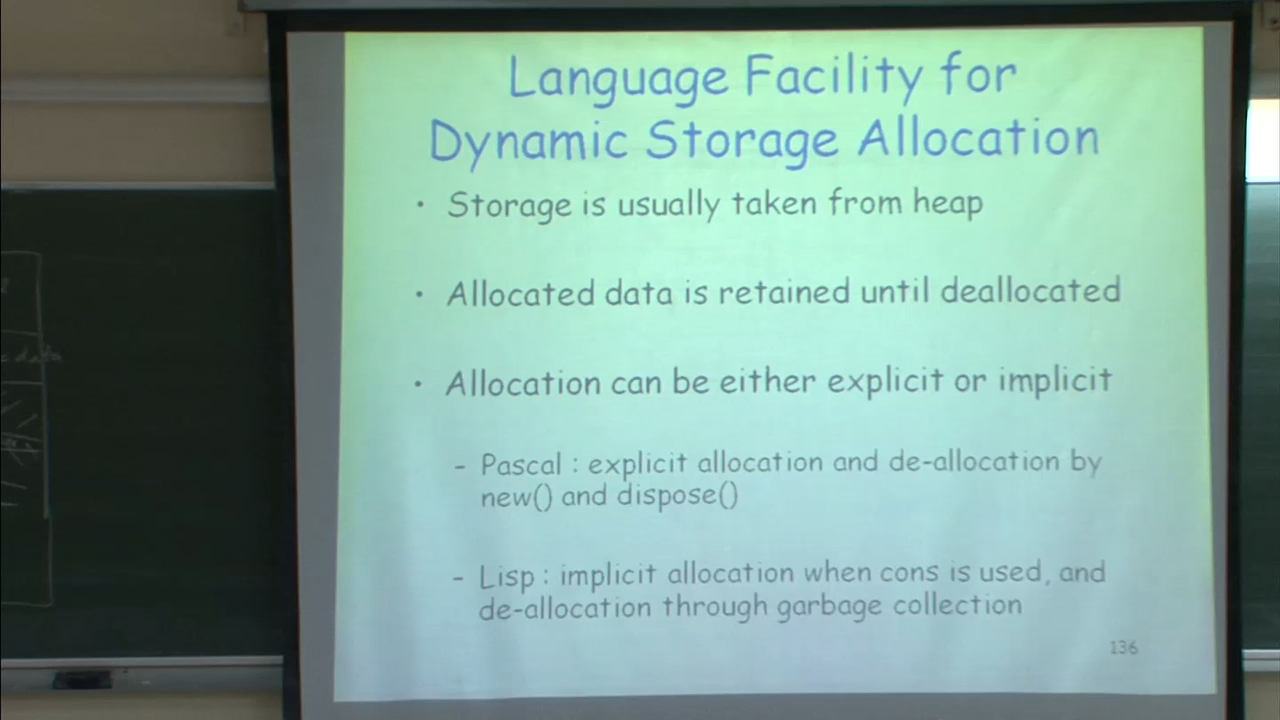 Language Facility for
Dynamic Storage Allocation
• Storage is usually taken from heap
• Allocated data is retained until deallocated
• Allocation can be either explicit or implicit
– Pascal : explicit allocation and de-allocation by
new() and dispose()
– Lisp : implicit allocation when cons is used, and
de-allocation through garbage collection
136